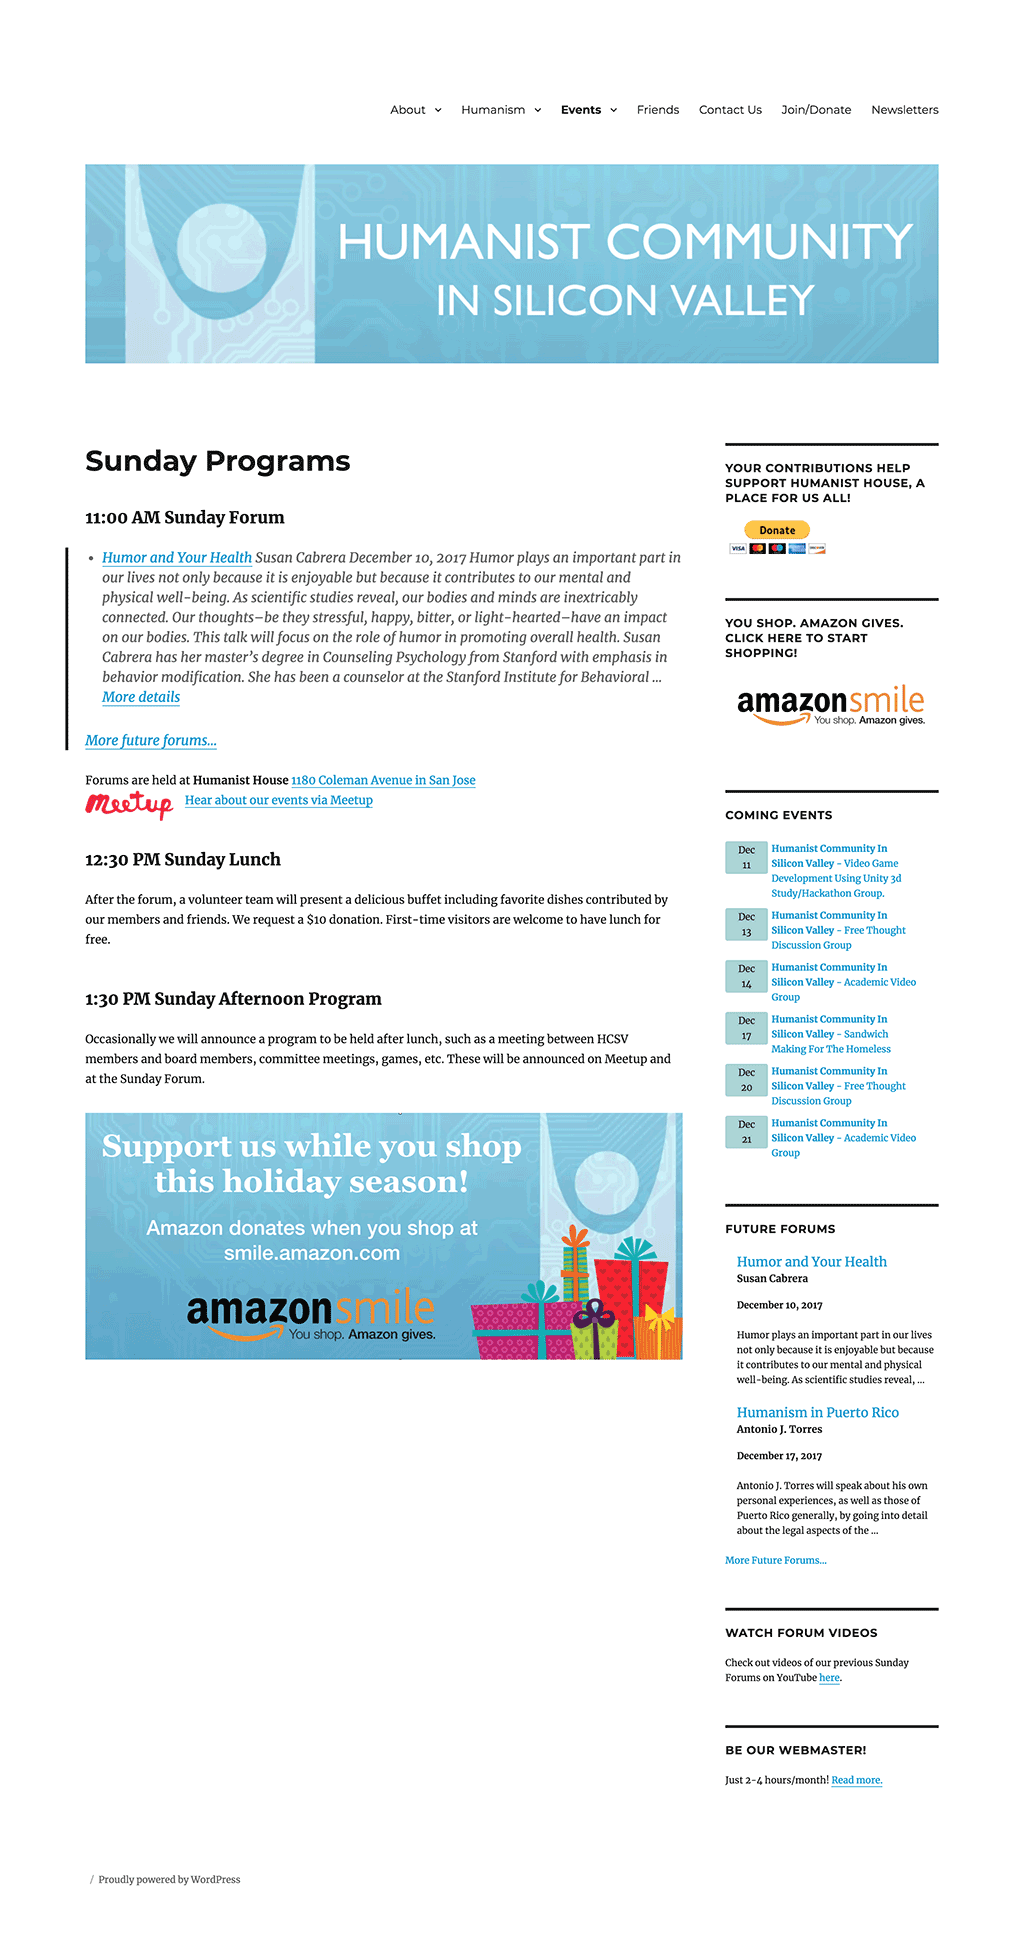 About Humanism Events Friends Contact Us Join/Donate Newsletters
HUMANIST COMMUNITY
IN SILICON VALLEY
Sunday Programs
11:00 AM Sunday Forum
• Humor and Your Health Susan Cabrera December 10, 2017 Humor plays an important part in
our lives not only because it is enjoyable but because it contributes to our mental and
physical well-being. As scientific studies reveal, our bodies and minds are inextricably
connected. Our thoughts–be they stressful, happy, bitter, or light-hearted–have an impact
on our bodies. This talk will focus on the role of humor in promoting overall health. Susan
Cabrera has her master’s degree in Counseling Psychology from Stanford with emphasis in
behavior modification. She has been a counselor at the Stanford Institute for Behavioral ...
More details
More future forums...
Forums are held at Humanist House 1180 Coleman Avenue in San Jose
Meetup Hear about our events via Meetup
12:30 PM Sunday Lunch
After the forum, a volunteer team will present a delicious buffet including favorite dishes contributed by
our members and friends. We request a $10 donation. First-time visitors are welcome to have lunch for
free.
1:30 PM Sunday Afternoon Program
Occasionally we will announce a program to be held after lunch, such as a meeting between HCSV
members and board members, committee meetings, games, etc. These will be announced on Meetup and
at the Sunday Forum.
Support us while you shop
this holiday season!
Amazon donates when you shop at
smile.amazon.com
amazonsmile
You shop. Amazon gives.
YOUR CONTRIBUTIONS HELP
SUPPORT HUMANIST HOUSE, A
PLACE FOR US ALL!
Donate
VISA
YOU SHOP. AMAZON GIVES.
CLICK HERE TO START
SHOPPING!
amazonsmile
You shop. Amazon gives.
COMING EVENTS
Dec
11
Humanist Community In
Silicon Valley - Video Game
Development Using Unity 3d
Study/Hackathon Group.
Dec
13
Humanist Community In
Silicon Valley - Free Thought
Discussion Group
Dec
14
Humanist Community In
Silicon Valley - Academic Video
Group
Dec
17
Humanist Community In
Silicon Valley - Sandwich
Making For The Homeless
Dec
20
Humanist Community In
Silicon Valley - Free Thought
Discussion Group
Dec
21
Humanist Community In
Silicon Valley - Academic Video
Group
FUTURE FORUMS
Humor and Your Health
Susan Cabrera
December 10, 2017
Humor plays an important part in our lives
not only because it is enjoyable but because
it contributes to our mental and physical
well-being. As scientific studies reveal, ...
Humanism in Puerto Rico
Antonio J. Torres
December 17, 2017
Antonio J. Torres will speak about his own
personal experiences, as well as those of
Puerto Rico generally, by going into detail
about the legal aspects of the ...
More Future Forums...
WATCH FORUM VIDEOS
Check out videos of our previous Sunday
Forums on YouTube here.
BE OUR WEBMASTER!
Just 2-4 hours/month! Read more.
/ Proudly powered by WordPress